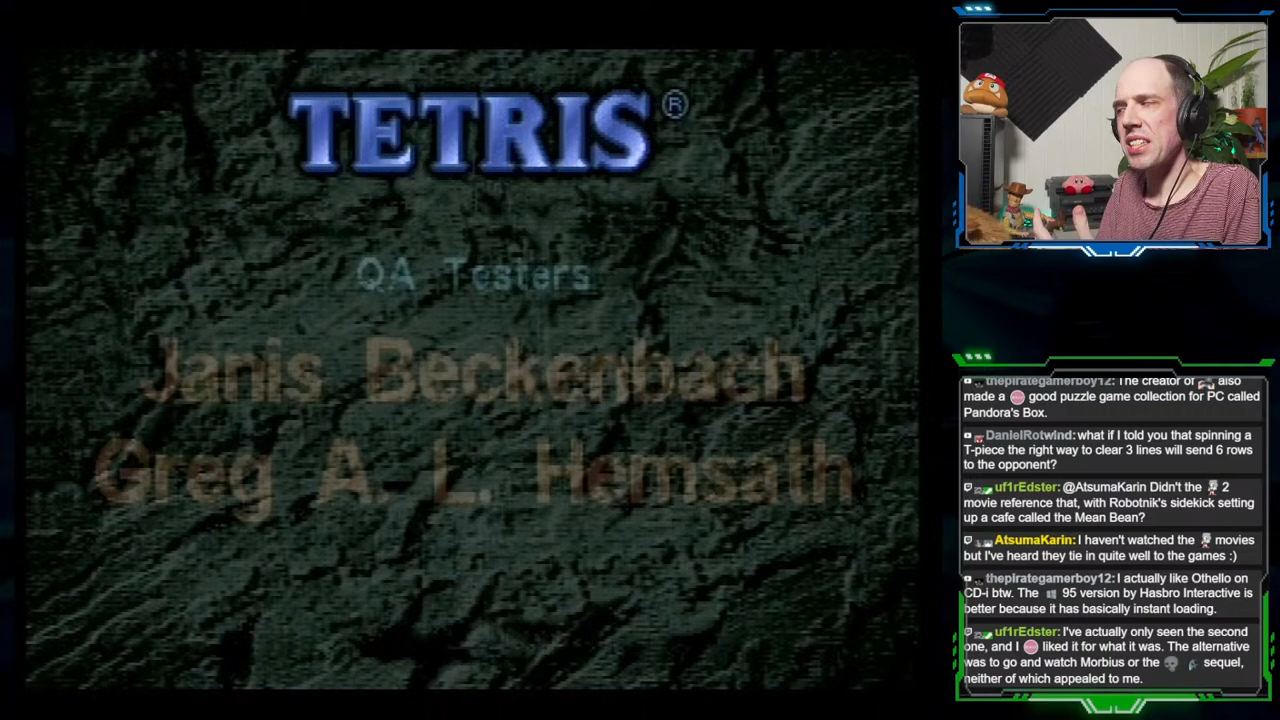 TETRIS®
QA Testers
Janis Beckenbach
Greg A. L. Hemsath
thepirategamerboy12: The creator of also
made a good puzzle game collection for PC called
Pandora's Box.
DanielRotwind: what if I told you that spinning a
T-piece the right way to clear 3 lines will send 6 rows
to the opponent?
uf1rEdster: @AtsumaKarin Didn't the 2
movie reference that, with Robotnik's sidekick setting
up a cafe called the Mean Bean?
AtsumaKarin: I haven't watched the movies
but I've heard they tie in quite well to the games :)
thepirategamerboy12: I actually like Othello on
CD-i btw. The 95 version by Hasbro Interactive is
better because it has basically instant loading.
uf1rEdster: I've actually only seen the second
one, and I liked it for what it was. The alternative
was to go and watch Morbius or the sequel,
neither of which appealed to me.